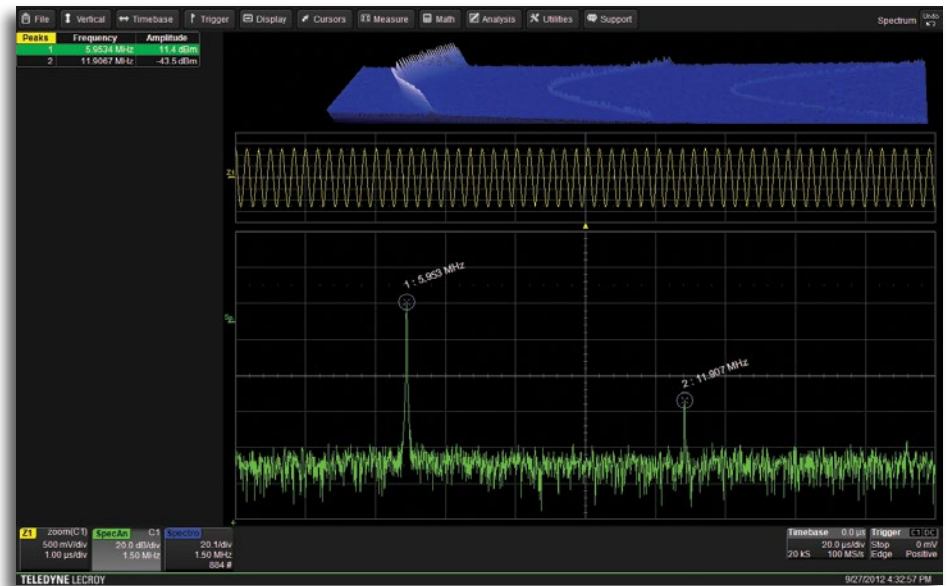 File Vertical Timebase Trigger Display Cursors Measure Math Analysis Utilities Support Spectrum Undo
Peaks Frequency Amplitude
1 5.9534 MHz 11.4 dBm
2 11.9067 MHz -43.5 dBm
Z1
1 : 5.953 MHz
Sp
2 : 11.907 MHz
Z1 zoom(C1) SpecAn C1 Spectro Timebase 0.0 µs Trigger C1 DC
500 mV/div 20.0 dB/div 20.1/div 20.0 µs/div Stop 0 mV
1.00 µs/div 1.50 MHz 1.50 MHz 20 kS 100 MS/s Edge Positive
884 #
TELEDYNE LECROY 9/27/2012 4:32:57 PM